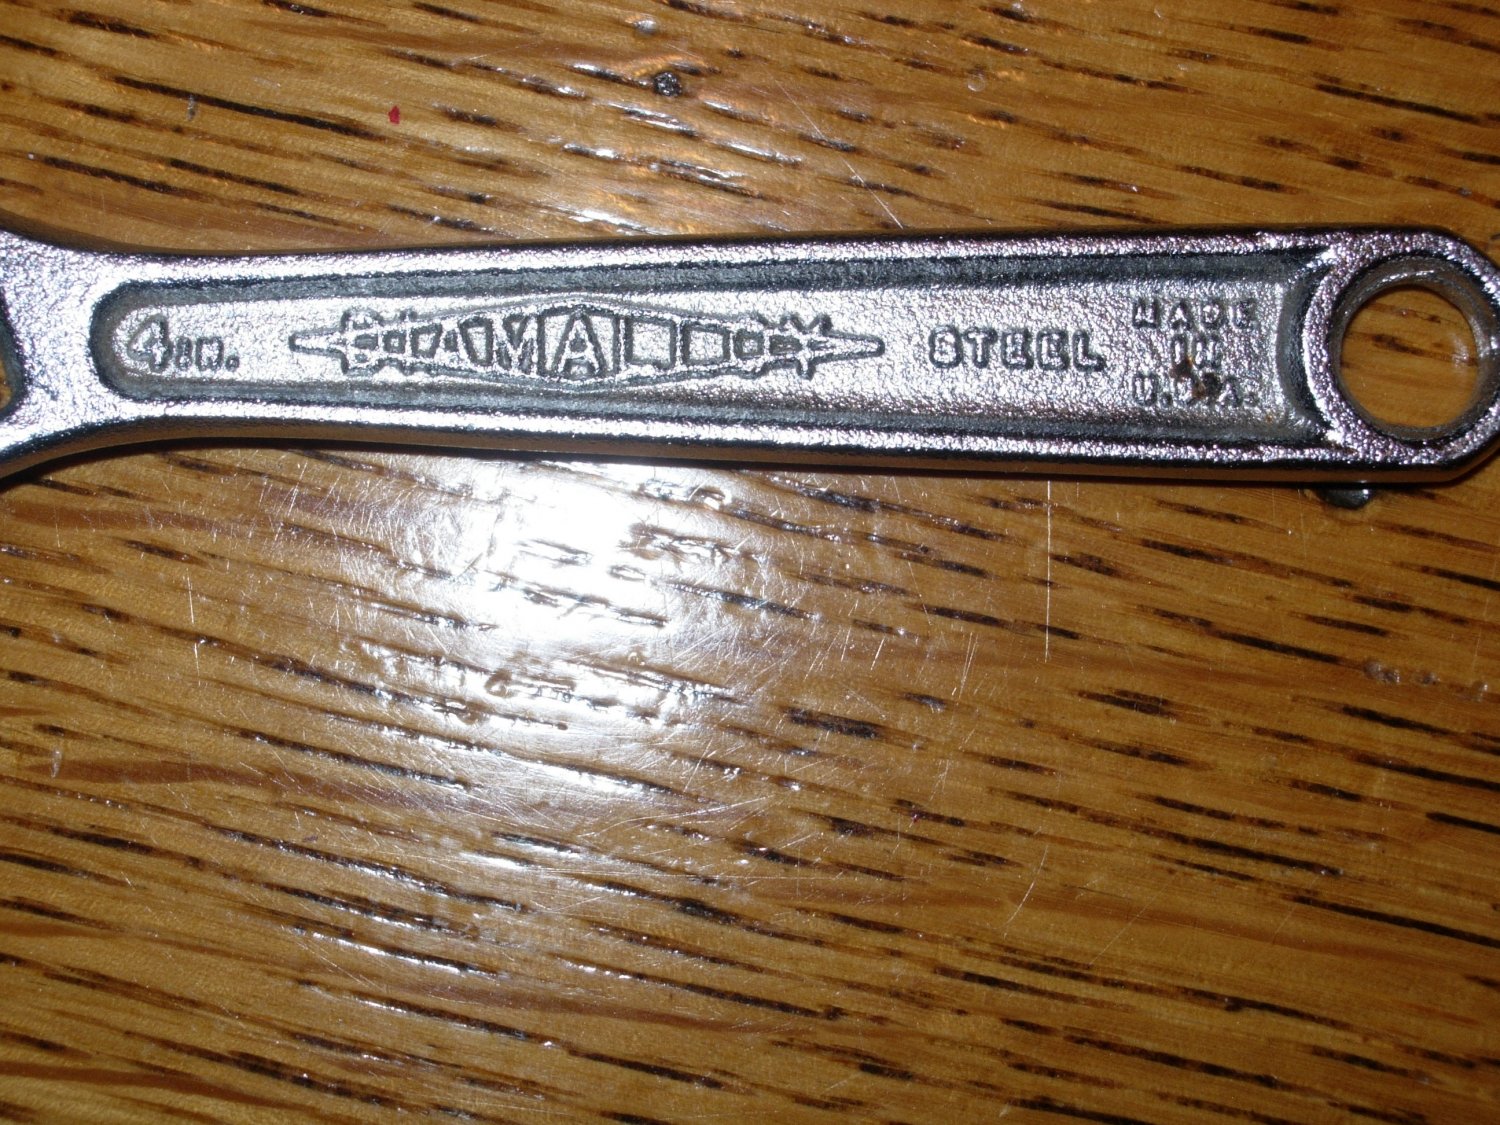 4 IN. DIAMALLOY STEEL
MADE
IN
U.S.A.